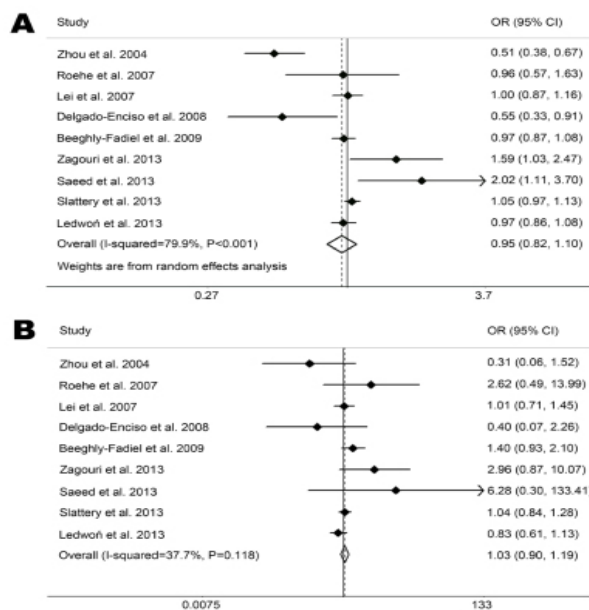 A
Study OR (95% CI)
Zhou et al. 2004 0.51 (0.38, 0.67)
Roehe et al. 2007 0.96 (0.57, 1.63)
Lei et al. 2007 1.00 (0.87, 1.16)
Delgado-Enciso et al. 2008 0.55 (0.33, 0.91)
Beeghly-Fadiel et al. 2009 0.97 (0.87, 1.08)
Zagouri et al. 2013 1.59 (1.03, 2.47)
Saeed et al. 2013 2.02 (1.11, 3.70)
Slattery et al. 2013 1.05 (0.97, 1.13)
Ledwoń et al. 2013 0.97 (0.86, 1.08)
Overall (I-squared=79.9%, P<0.001) 0.95 (0.82, 1.10)
Weights are from random effects analysis
0.27 3.7
B
Study OR (95% CI)
Zhou et al. 2004 0.31 (0.06, 1.52)
Roehe et al. 2007 2.62 (0.49, 13.99)
Lei et al. 2007 1.01 (0.71, 1.45)
Delgado-Enciso et al. 2008 0.40 (0.07, 2.26)
Beeghly-Fadiel et al. 2009 1.40 (0.93, 2.10)
Zagouri et al. 2013 2.96 (0.87, 10.07)
Saeed et al. 2013 6.28 (0.30, 133.41)
Slattery et al. 2013 1.04 (0.84, 1.28)
Ledwoń et al. 2013 0.83 (0.61, 1.13)
Overall (I-squared=37.7%, P=0.118) 1.03 (0.90, 1.19)
0.0075 133